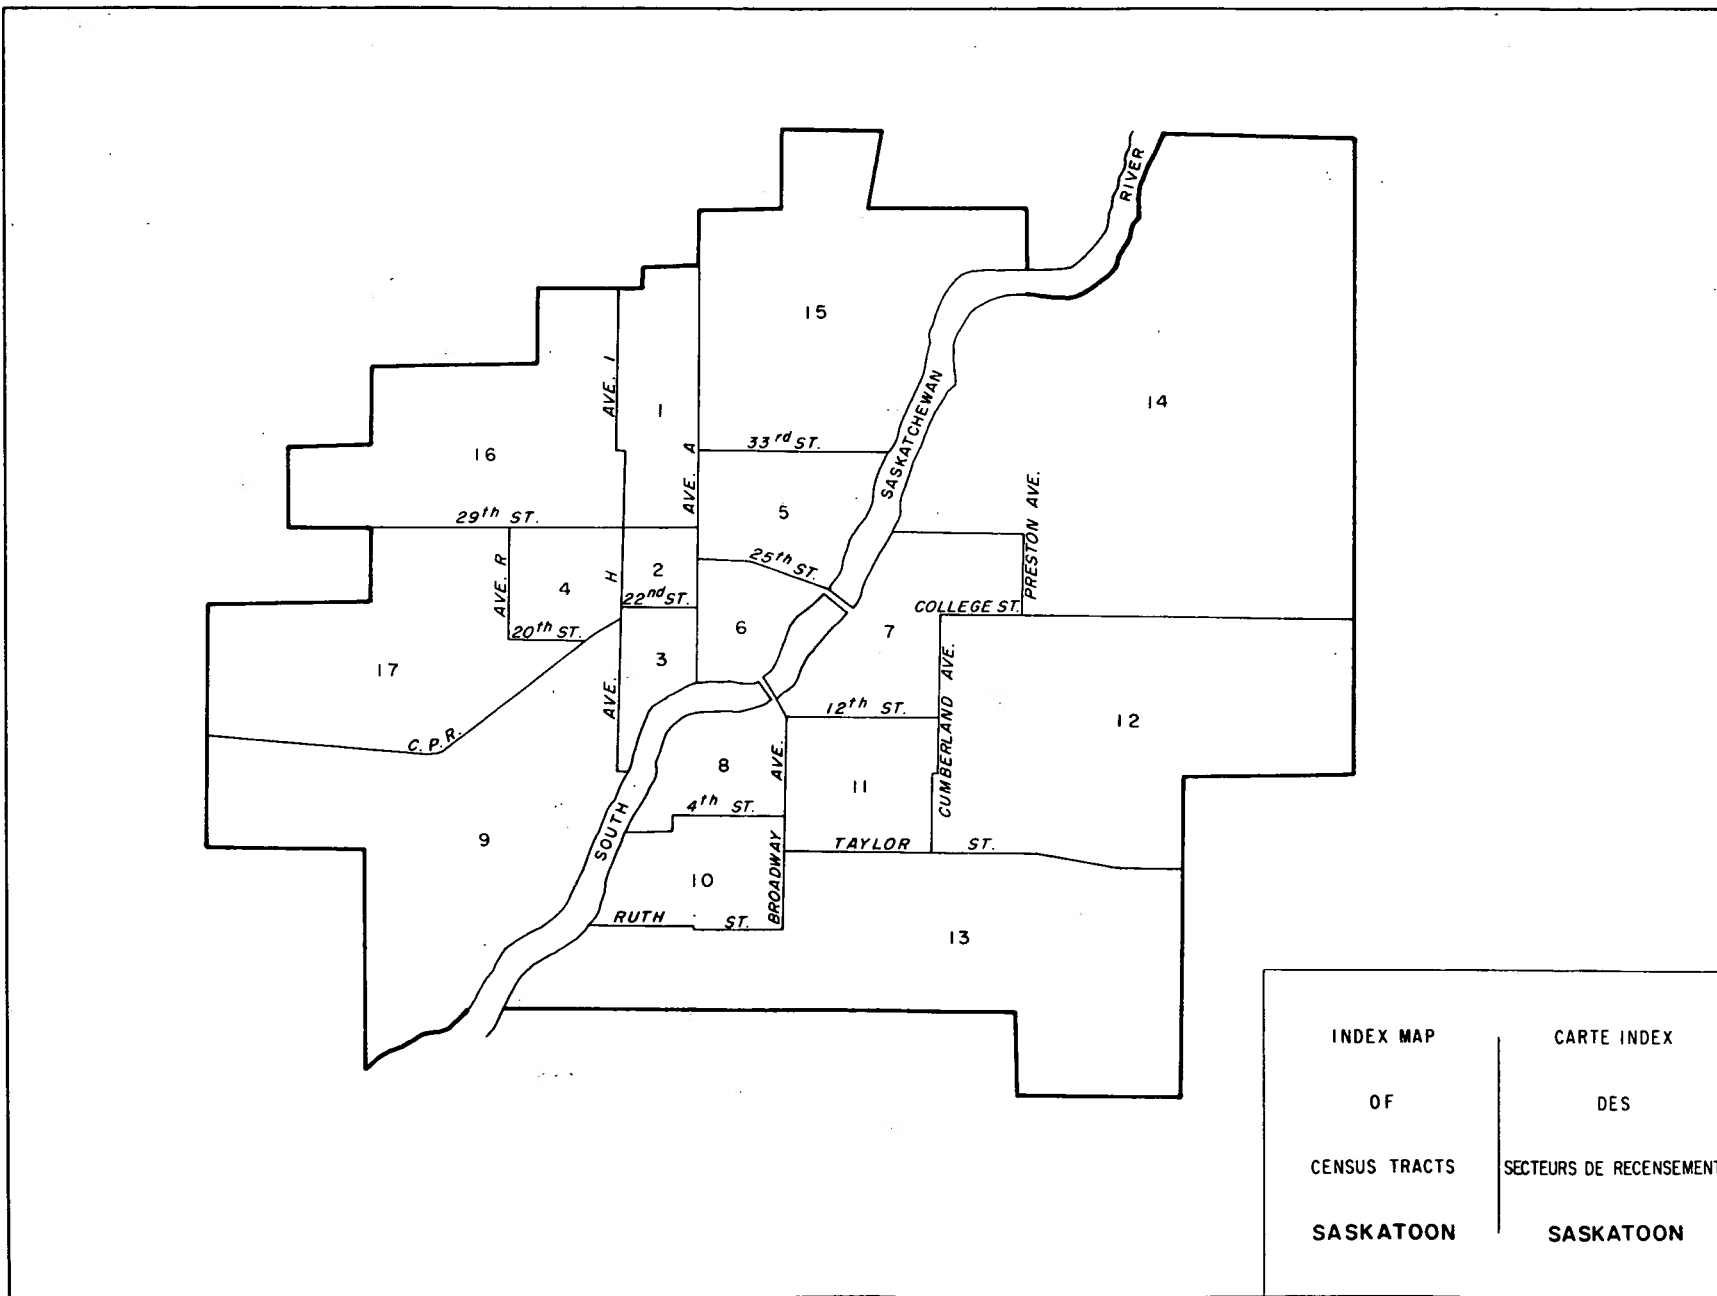 RIVER
15
AVE. I
1
14
SASKATCHEWAN
33rd ST.
AVE. A
16
PRESTON AVE.
5
29th ST.
25th ST.
AVE. R
4
AVE. H
2
22nd ST.
COLLEGE ST.
20th ST.
6
7
3
17
CUMBERLAND AVE.
12th ST.
12
C.P.R.
8
BROADWAY AVE.
11
4th ST.
SOUTH
9
TAYLOR ST.
10
RUTH ST.
13
INDEX MAP
OF
CENSUS TRACTS
SASKATOON
CARTE INDEX
DES
SECTEURS DE RECENSEMENT
SASKATOON